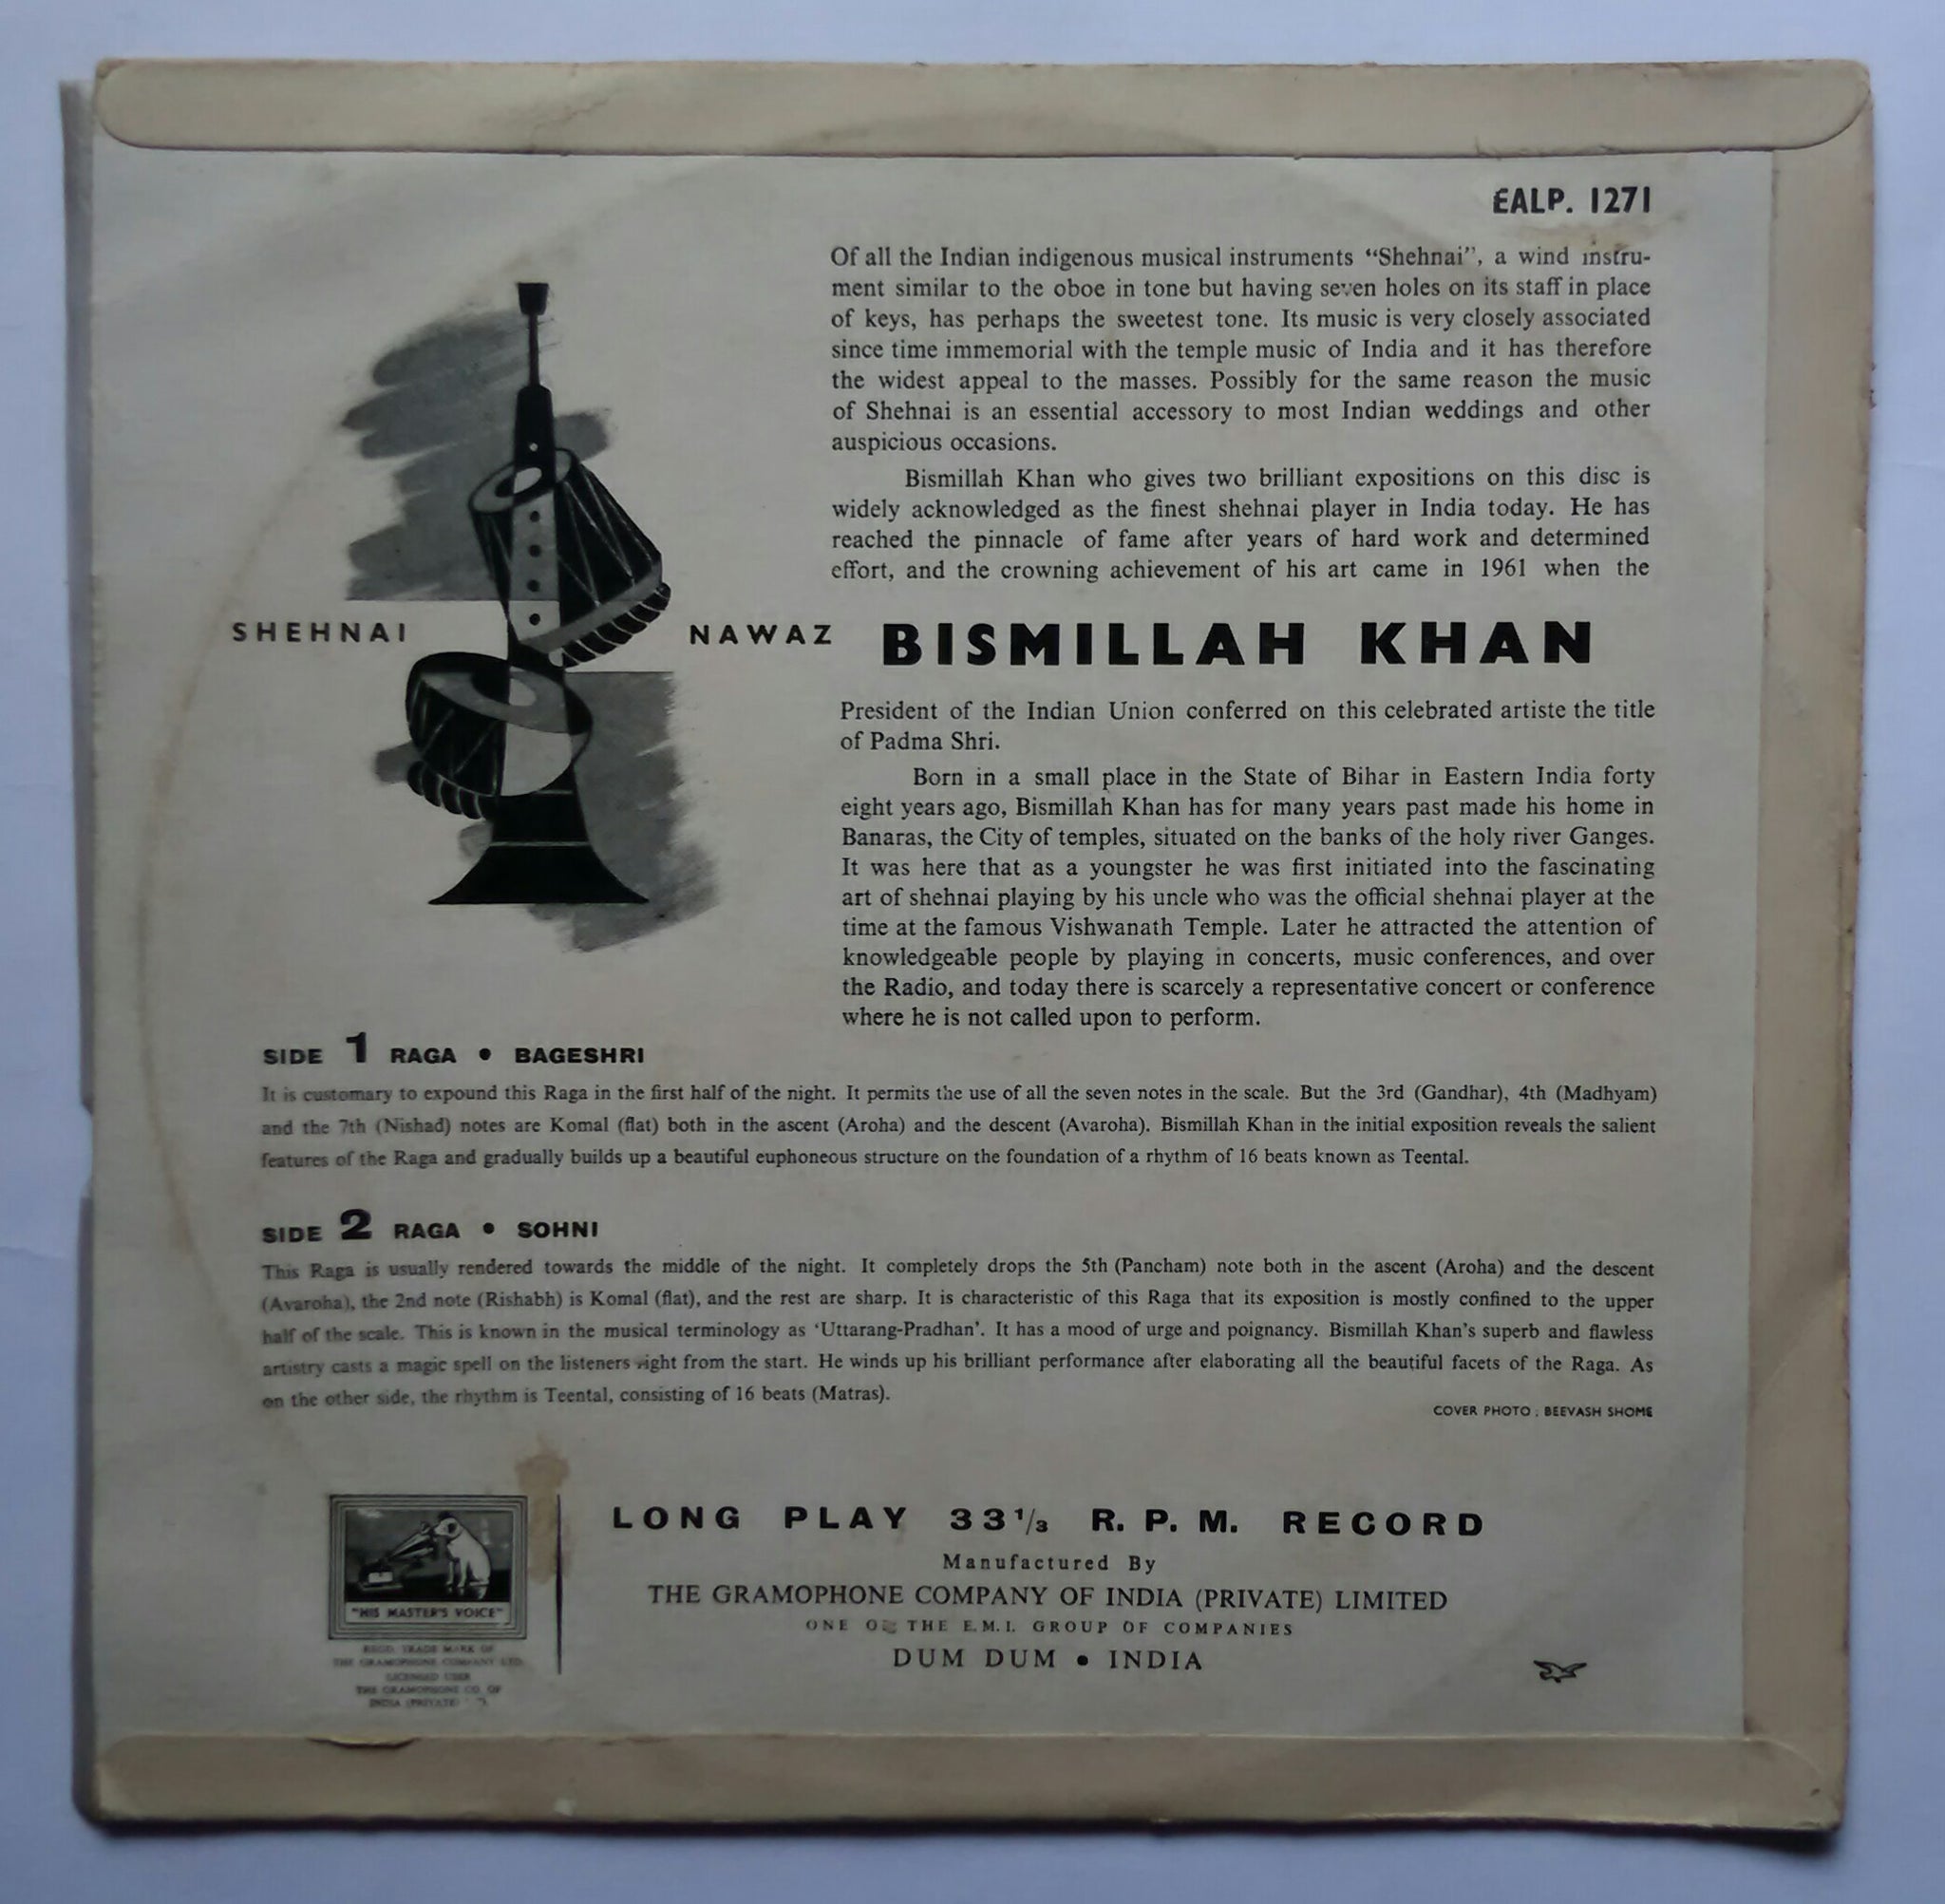 EALP. 1271
Of all the Indian indigenous musical instruments “Shehnai”, a wind instru-
ment similar to the oboe in tone but having seven holes on its staff in place
of keys, has perhaps the sweetest tone. Its music is very closely associated
since time immemorial with the temple music of India and it has therefore
the widest appeal to the masses. Possibly for the same reason the music
of Shehnai is an essential accessory to most Indian weddings and other
auspicious occasions.
Bismillah Khan who gives two brilliant expositions on this disc is
widely acknowledged as the finest shehnai player in India today. He has
reached the pinnacle of fame after years of hard work and determined
effort, and the crowning achievement of his art came in 1961 when the
SHEHNAI NAWAZ BISMILLAH KHAN
President of the Indian Union conferred on this celebrated artiste the title
of Padma Shri.
Born in a small place in the State of Bihar in Eastern India forty
eight years ago, Bismillah Khan has for many years past made his home in
Banaras, the City of temples, situated on the banks of the holy river Ganges.
It was here that as a youngster he was first initiated into the fascinating
art of shehnai playing by his uncle who was the official shehnai player at the
time at the famous Vishwanath Temple. Later he attracted the attention of
knowledgeable people by playing in concerts, music conferences, and over
the Radio, and today there is scarcely a representative concert or conference
where he is not called upon to perform.
SIDE 1 RAGA • BAGESHRI
It is customary to expound this Raga in the first half of the night. It permits the use of all the seven notes in the scale. But the 3rd (Gandhar), 4th (Madhyam)
and the 7th (Nishad) notes are Komal (flat) both in the ascent (Aroha) and the descent (Avaroha). Bismillah Khan in the initial exposition reveals the salient
features of the Raga and gradually builds up a beautiful euphoneous structure on the foundation of a rhythm of 16 beats known as Teental.
SIDE 2 RAGA • SOHNI
This Raga is usually rendered towards the middle of the night. It completely drops the 5th (Pancham) note both in the ascent (Aroha) and the descent
(Avaroha), the 2nd note (Rishabh) is Komal (flat), and the rest are sharp. It is characteristic of this Raga that its exposition is mostly confined to the upper
half of the scale. This is known in the musical terminology as ‘Uttarang-Pradhan’. It has a mood of urge and poignancy. Bismillah Khan’s superb and flawless
artistry casts a magic spell on the listeners right from the start. He winds up his brilliant performance after elaborating all the beautiful facets of the Raga. As
on the other side, the rhythm is Teental, consisting of 16 beats (Matras).
COVER PHOTO : BEEVASH SHOME
"HIS MASTER'S VOICE"
REGD. TRADE MARK OF
THE GRAMOPHONE COMPANY LTD.
LICENSED USER
THE GRAMOPHONE CO. OF
INDIA (PRIVATE)
LONG PLAY 33⅓ R. P. M. RECORD
Manufactured By
THE GRAMOPHONE COMPANY OF INDIA (PRIVATE) LIMITED
ONE OF THE E.M.I. GROUP OF COMPANIES
DUM DUM • INDIA